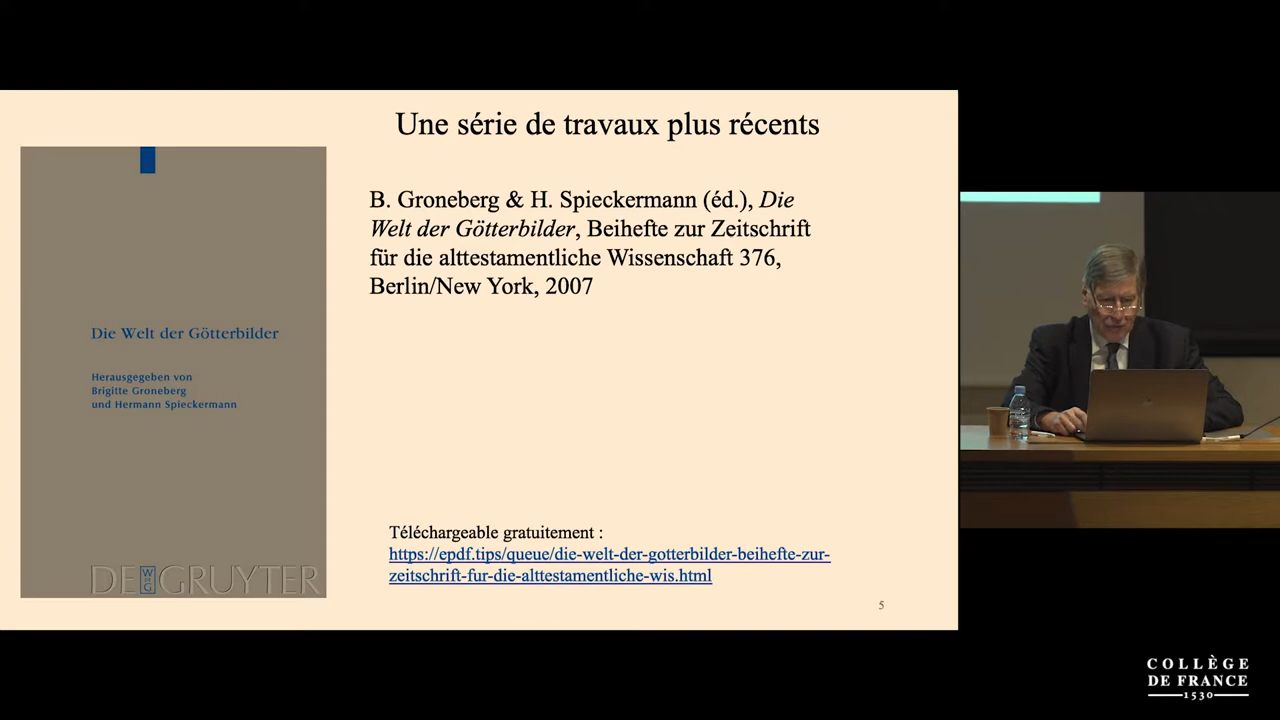 Une série de travaux plus récents
B. Groneberg & H. Spieckermann (éd.), Die
Welt der Götterbilder, Beihefte zur Zeitschrift
für die alttestamentliche Wissenschaft 376,
Berlin/New York, 2007
Die Welt der Götterbilder
Herausgegeben von
Brigitte Groneberg
und Hermann Spieckermann
DE GRUYTER
W
G
Téléchargeable gratuitement :
https://epdf.tips/queue/die-welt-der-gotterbilder-beihefte-zur-
zeitschrift-fur-die-alttestamentliche-wis.html
5
COLLÈGE
DE FRANCE
1530